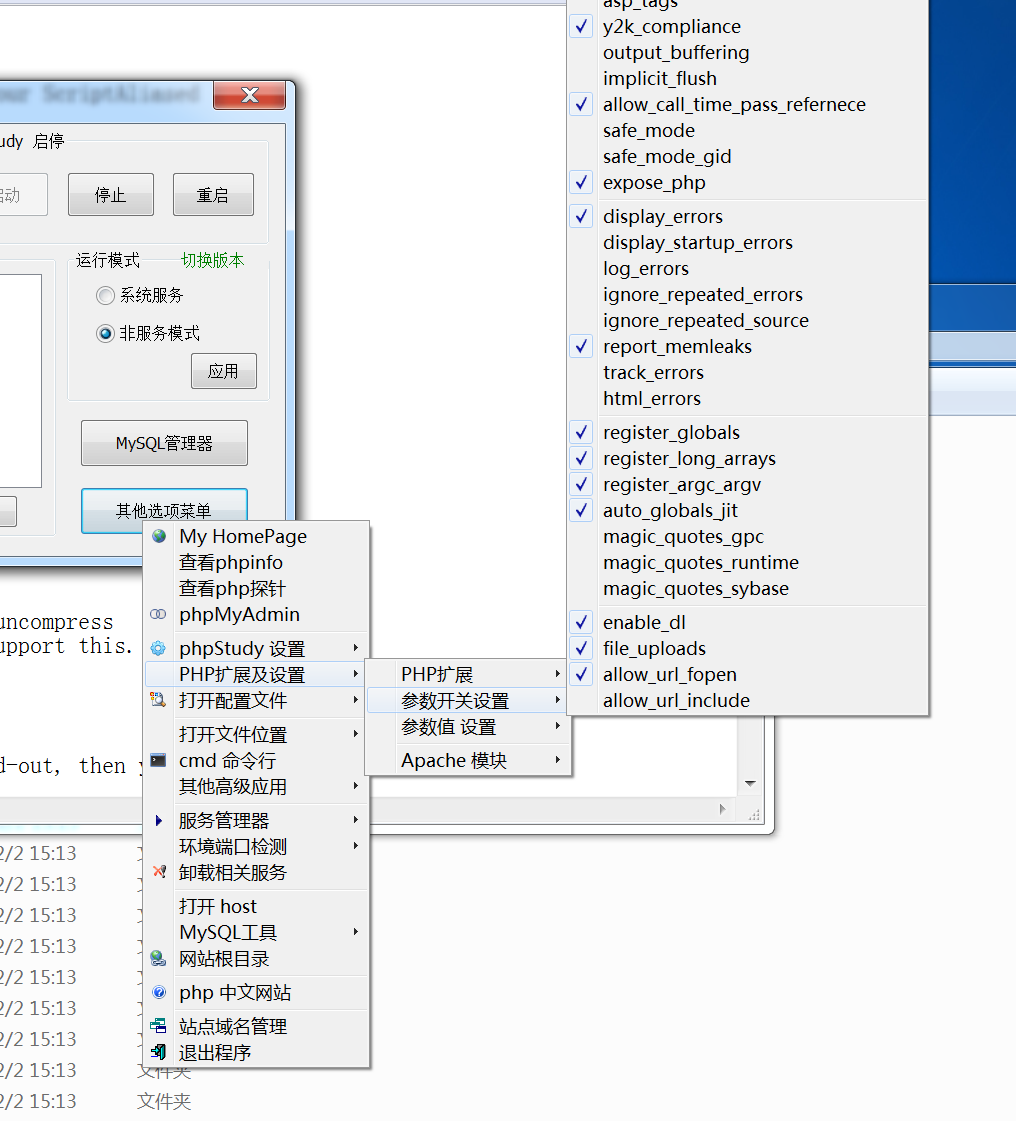 our ScriptAliased
udy 启停
启动
停止
重启
运行模式
切换版本
系统服务
非服务模式
应用
MySQL管理器
其他选项菜单
uncompress
upport this.
d-out, then y
My HomePage
查看phpinfo
查看php探针
phpMyAdmin
phpStudy 设置
PHP扩展及设置
打开配置文件
打开文件位置
cmd 命令行
其他高级应用
服务管理器
环境端口检测
卸载相关服务
打开 host
MySQL工具
网站根目录
php 中文网站
站点域名管理
退出程序
PHP扩展
参数开关设置
参数值 设置
Apache 模块
asp_tags
y2k_compliance
output_buffering
implicit_flush
allow_call_time_pass_refernece
safe_mode
safe_mode_gid
expose_php
display_errors
display_startup_errors
log_errors
ignore_repeated_errors
ignore_repeated_source
report_memleaks
track_errors
html_errors
register_globals
register_long_arrays
register_argc_argv
auto_globals_jit
magic_quotes_gpc
magic_quotes_runtime
magic_quotes_sybase
enable_dl
file_uploads
allow_url_fopen
allow_url_include
2/2 15:13
2/2 15:13
2/2 15:13
2/2 15:13
2/2 15:13
2/2 15:13
2/2 15:13
2/2 15:13 文件夹
2/2 15:13 文件夹